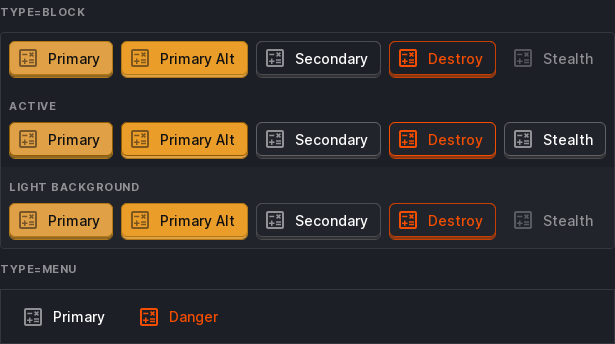 TYPE=BLOCK
Primary Primary Alt Secondary Destroy Stealth
ACTIVE
Primary Primary Alt Secondary Destroy Stealth
LIGHT BACKGROUND
Primary Primary Alt Secondary Destroy Stealth
TYPE=MENU
Primary Danger